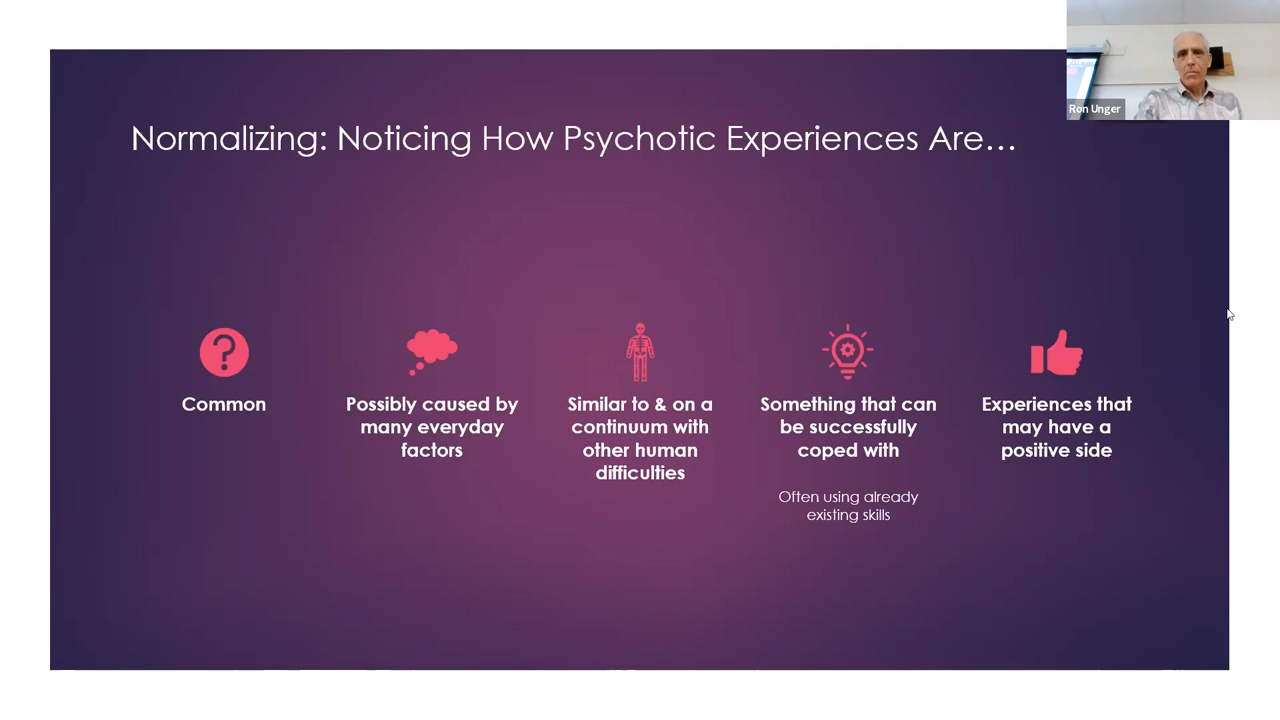 Ron Unger
Normalizing: Noticing How Psychotic Experiences Are...
?
Common
Possibly caused by
many everyday
factors
Similar to & on a
continuum with
other human
difficulties
Something that can
be successfully
coped with
Often using already
existing skills
Experiences that
may have a
positive side